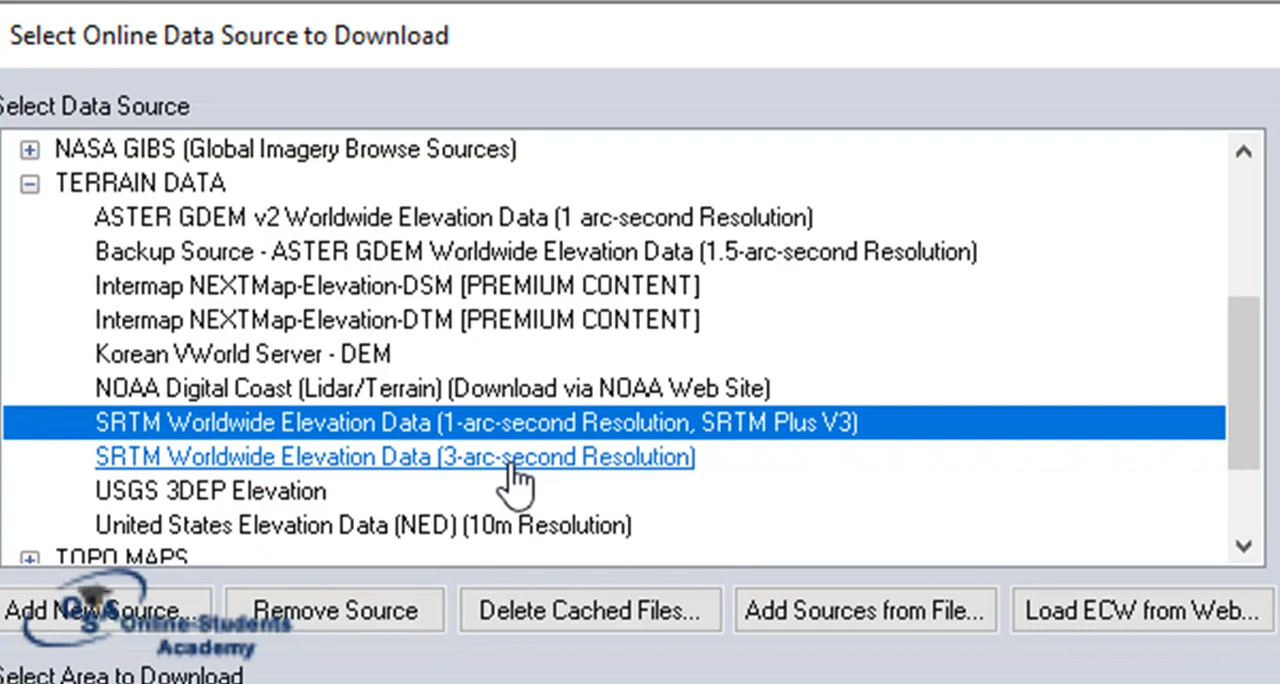 Select Online Data Source to Download
Select Data Source
NASA GIBS (Global Imagery Browse Sources)
TERRAIN DATA
ASTER GDEM v2 Worldwide Elevation Data (1 arc-second Resolution)
Backup Source - ASTER GDEM Worldwide Elevation Data (1.5-arc-second Resolution)
Intermap NEXTMap-Elevation-DSM [PREMIUM CONTENT]
Intermap NEXTMap-Elevation-DTM [PREMIUM CONTENT]
Korean VWorld Server - DEM
NOAA Digital Coast (Lidar/Terrain) (Download via NOAA Web Site)
SRTM Worldwide Elevation Data (1-arc-second Resolution, SRTM Plus V3)
SRTM Worldwide Elevation Data (3-arc-second Resolution)
USGS 3DEP Elevation
United States Elevation Data (NED) (10m Resolution)
TOPO MAPS
Add New Source... Remove Source Delete Cached Files... Add Sources from File... Load ECW from Web...
Online Students
Academy
Select Area to Download